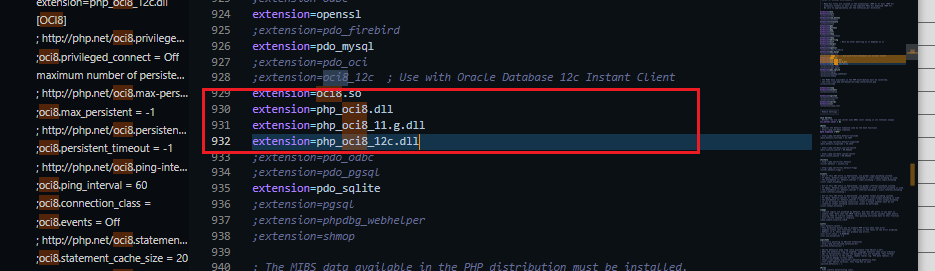 extension=php_oci8_12c.dll
[OCI8]
; http://php.net/oci8.privilege...
;oci8.privileged_connect = Off
maximum number of persiste...
; http://php.net/oci8.max-pers...
;oci8.max_persistent = -1
; http://php.net/oci8.persisten...
;oci8.persistent_timeout = -1
; http://php.net/oci8.ping-inte...
;oci8.ping_interval = 60
;oci8.connection_class =
;oci8.events = Off
; http://php.net/oci8.statemen...
;oci8.statement_cache_size = 20
924 extension=openssl
925 ;extension=pdo_firebird
926 extension=pdo_mysql
927 ;extension=pdo_oci
928 ;extension=oci8_12c ; Use with Oracle Database 12c Instant Client
929 extension=oci8.so
930 extension=php_oci8.dll
931 extension=php_oci8_11.g.dll
932 extension=php_oci8_12c.dll
933 ;extension=pdo_odbc
934 ;extension=pdo_pgsql
935 extension=pdo_sqlite
936 ;extension=pgsql
937 ;extension=phpdbg_webhelper
938 ;extension=shmop
939
940 ; The MIBS data available in the PHP distribution must be installed.